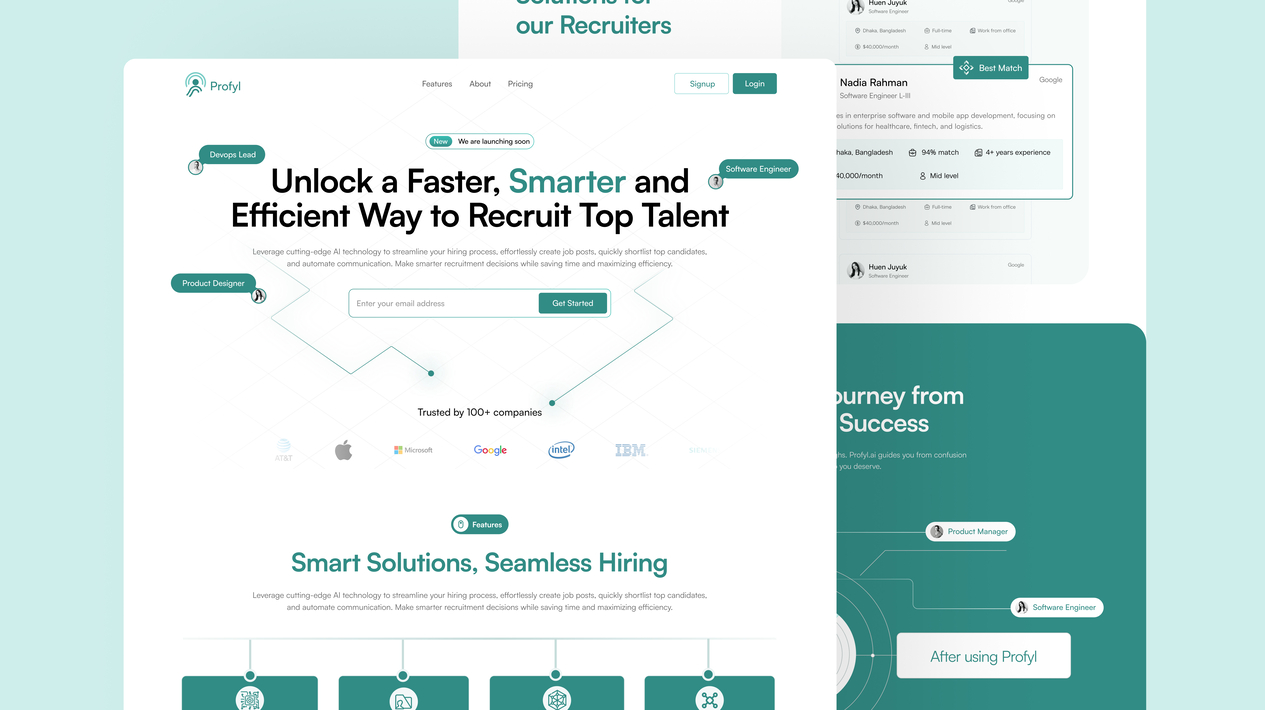 Solutions for
our Recruiters
Profyl
Features
About
Pricing
Signup
Login
New
We are launching soon
Devops Lead
Software Engineer
Unlock a Faster, Smarter and
Efficient Way to Recruit Top Talent
Leverage cutting-edge AI technology to streamline your hiring process, effortlessly create job posts, quickly shortlist top candidates,
and automate communication. Make smarter recruitment decisions while saving time and maximizing efficiency.
Product Designer
Enter your email address
Get Started
Trusted by 100+ companies
AT&T
Microsoft
Google
intel
IBM
Features
Smart Solutions, Seamless Hiring
Leverage cutting-edge AI technology to streamline your hiring process, effortlessly create job posts, quickly shortlist top candidates,
and automate communication. Make smarter recruitment decisions while saving time and maximizing efficiency.
Huen Juyuk
Google
Software Engineer
Dhaka, Bangladesh
Full-time
Work from office
$40,000/month
Mid level
Best Match
Nadia Rahman
Google
Software Engineer L-III
es in enterprise software and mobile app development, focusing on
olutions for healthcare, fintech, and logistics.
haka, Bangladesh
94% match
4+ years experience
40,000/month
Mid level
Dhaka, Bangladesh
Full-time
Work from office
$40,000/month
Mid level
Huen Juyuk
Google
Software Engineer
ourney from
Success
hs. Profyl.ai guides you from confusion
you deserve.
Product Manager
Software Engineer
After using Profyl